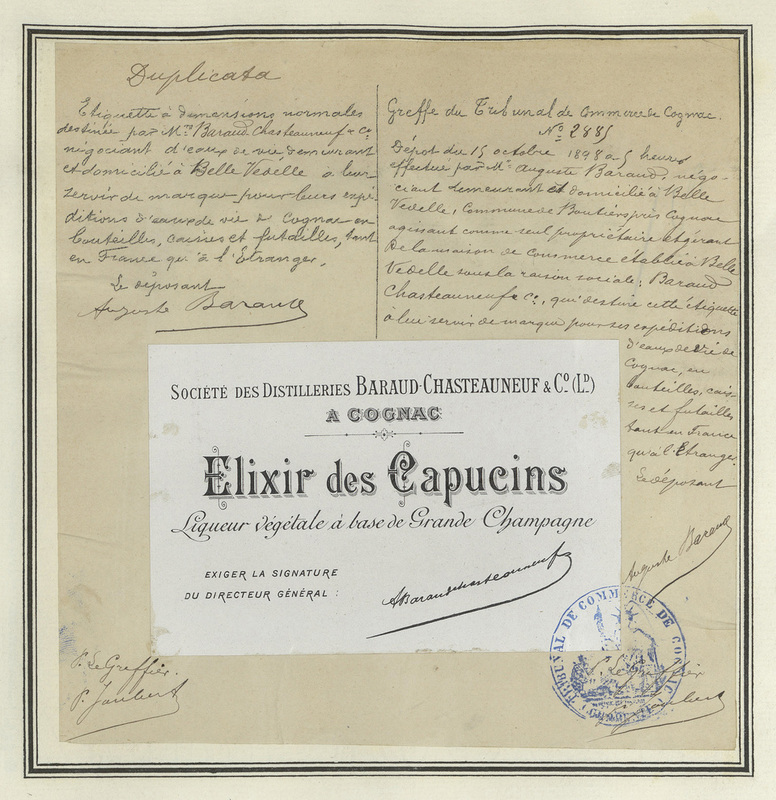 Duplicata
Etiquette à dimensions normales
destinée par Mrs Baraud-Chasteauneuf & Co
négociant d'eaux de vie demeurant
et domicilié à Belle Vedelle à leur
servir de marque pour leurs expé-
ditions d'eaux de vie de Cognac en
bouteilles, caisses et futailles, tant
en France qu'à l'Etranger.
Le déposant
Auguste Baraud
Greffe du Tribunal de Commerce de Cognac.
No 2885
Dépot du 15 octobre 1898 à 5 heures
effectué par Mr Auguste Baraud, négo-
ciant demeurant et domicilié à Belle
Vedelle, Commune de Boutiers près Cognac
agissant comme seul propriétaire et gérant
de la maison de commerce établie à Belle
Vedelle sous la raison sociale: Baraud
Chasteauneuf & Co, qui destine cette étiquette
à lui servir de marque pour ses expéditions
d'eaux de vie de
Cognac, en
bouteilles, cais-
ses et futailles
tant en France
qu'à l'Etranger.
Le déposant
Auguste Baraud
SOCIÉTÉ DES DISTILLERIES BARAUD-CHASTEAUNEUF & Co (LD)
A COGNAC
Elixir des Capucins
Liqueur végétale à base de Grande Champagne
EXIGER LA SIGNATURE
DU DIRECTEUR GÉNÉRAL :
ABaraudchasteauneuf
P. Le Greffier
P. Jaubert
TRIBUNAL DE COMMERCE DE COGNAC
(CHARENTE)
P. Le Greffier
P. Jaubert